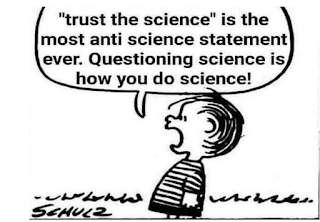 "trust the science" is the
most anti science statement
ever. Questioning science is
how you do science!
SCHULZ